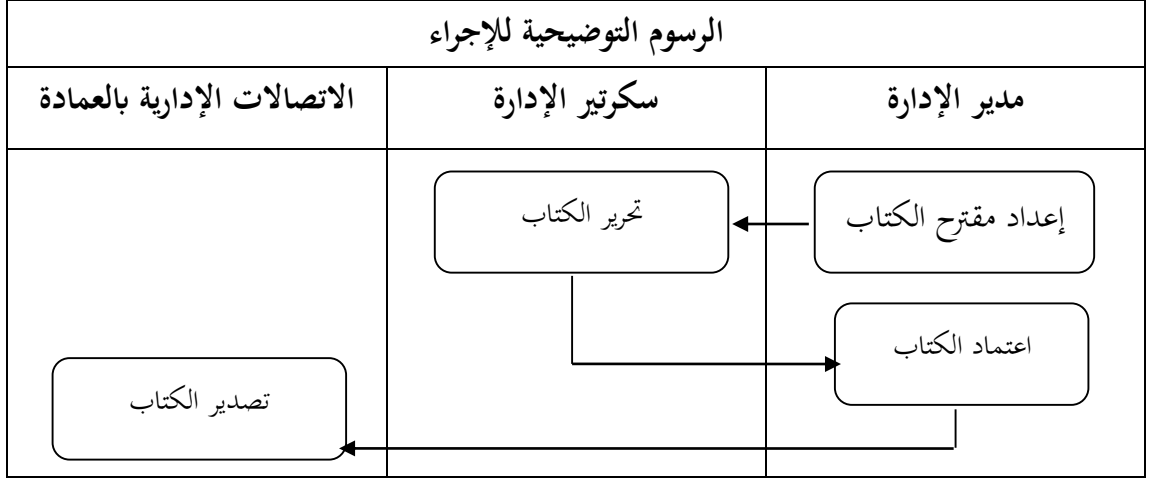 الرسوم التوضيحية للإجراء
مدير الإدارة
سكرتير الإدارة
الاتصالات الإدارية بالعمادة
إعداد مقترح الكتاب
تحرير الكتاب
اعتماد الكتاب
تصدير الكتاب